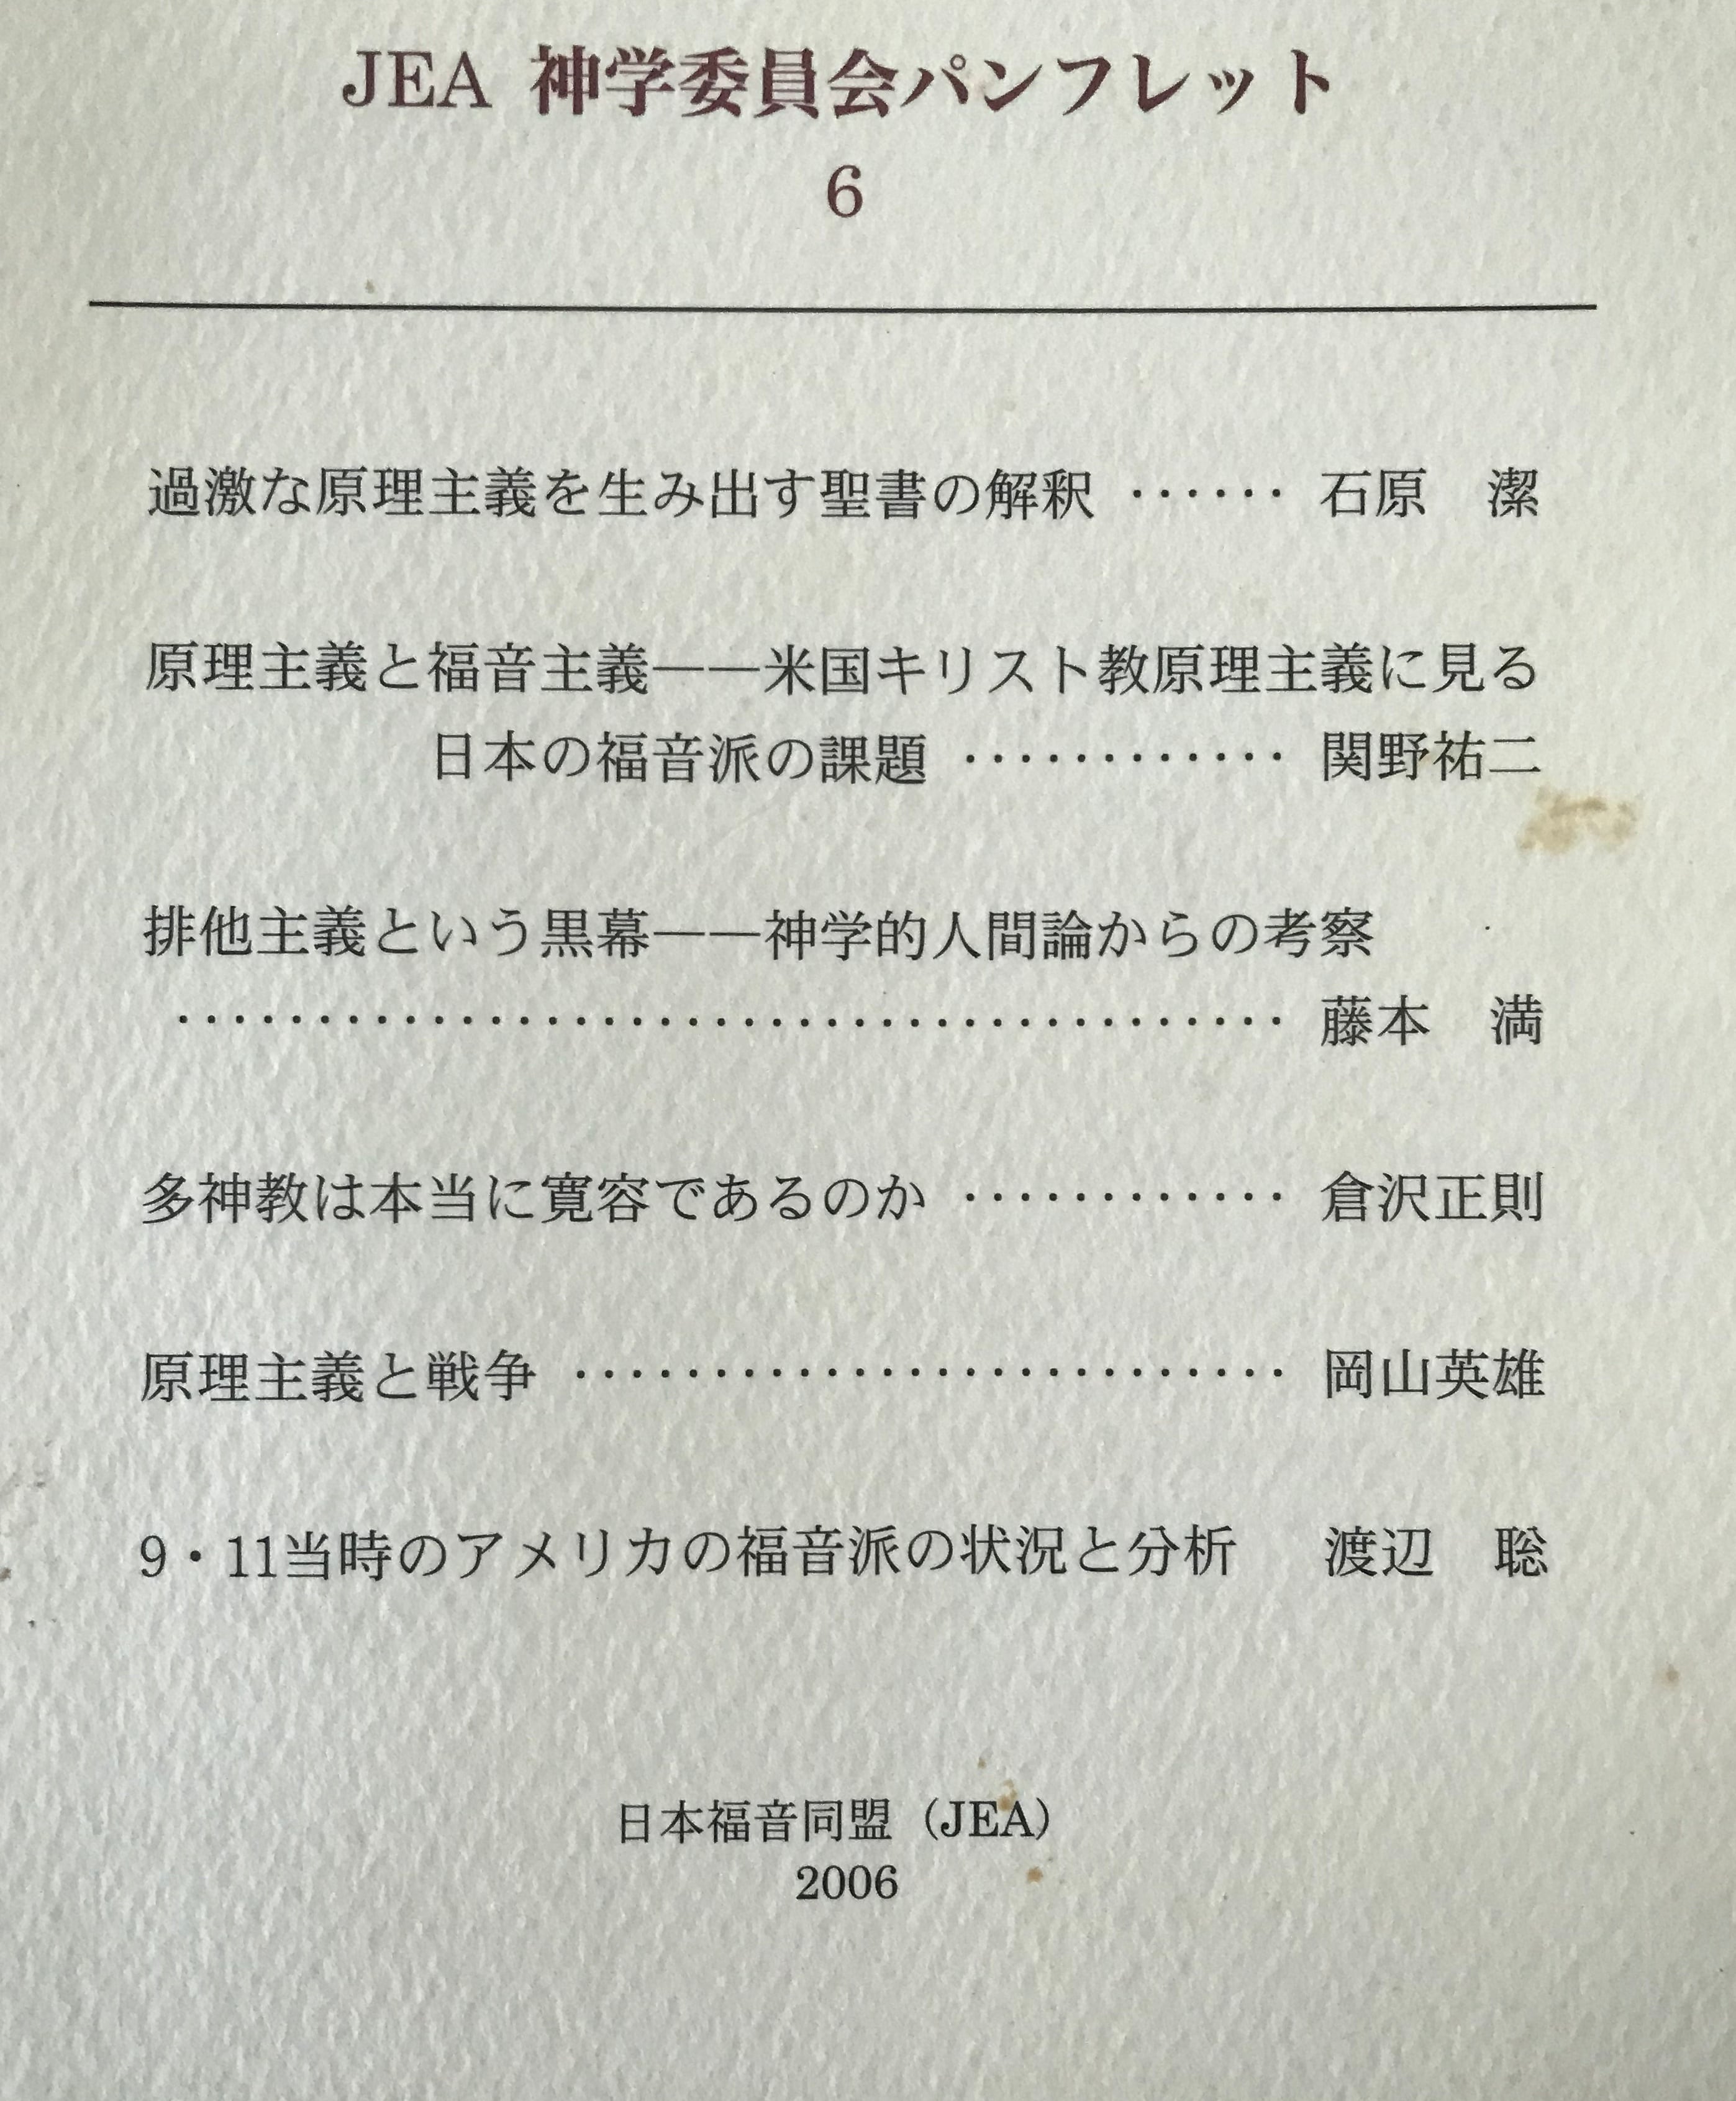 JEA 神学委員会パンフレット
6
過激な原理主義を生み出す聖書の解釈 ‥‥‥ 石原　潔
原理主義と福音主義――米国キリスト教原理主義に見る
日本の福音派の課題 ‥‥‥‥‥‥ 関野祐二
排他主義という黒幕――神学的人間論からの考察
‥‥‥‥‥‥‥‥‥‥‥‥‥‥‥‥‥‥‥‥ 藤本　満
多神教は本当に寛容であるのか ‥‥‥‥‥‥ 倉沢正則
原理主義と戦争 ‥‥‥‥‥‥‥‥‥‥‥‥‥ 岡山英雄
9・11当時のアメリカの福音派の状況と分析　渡辺　聡
日本福音同盟（JEA）
2006